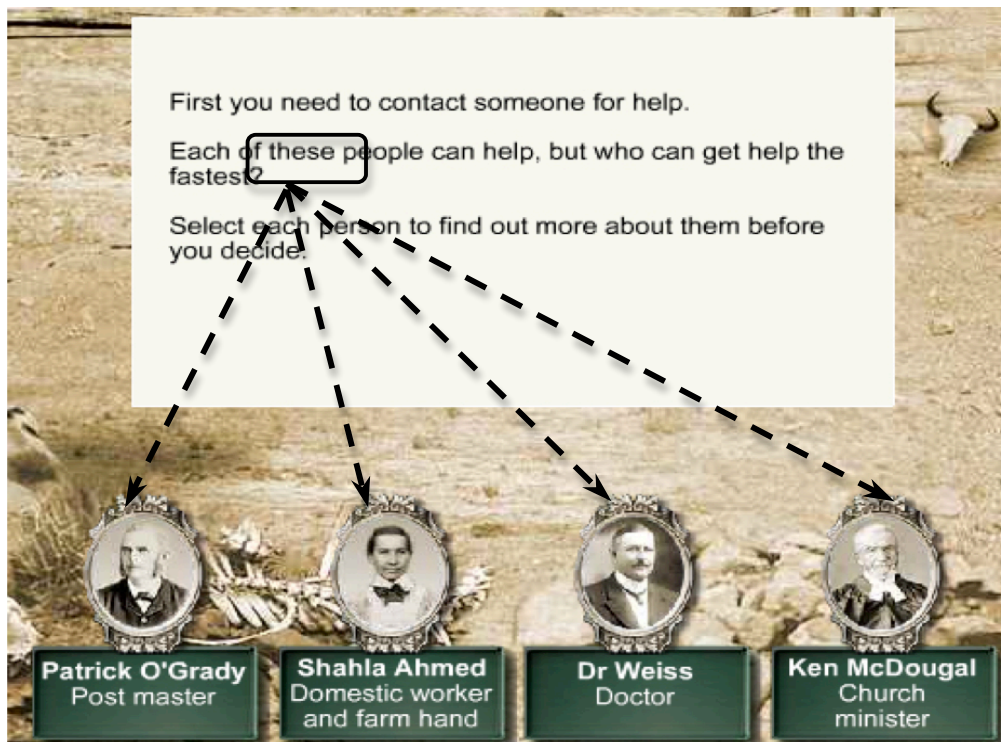 First you need to contact someone for help.
Each of these people can help, but who can get help the
fastest?
Select each person to find out more about them before
you decide.
Patrick O'Grady
Post master
Shahla Ahmed
Domestic worker
and farm hand
Dr Weiss
Doctor
Ken McDougal
Church
minister